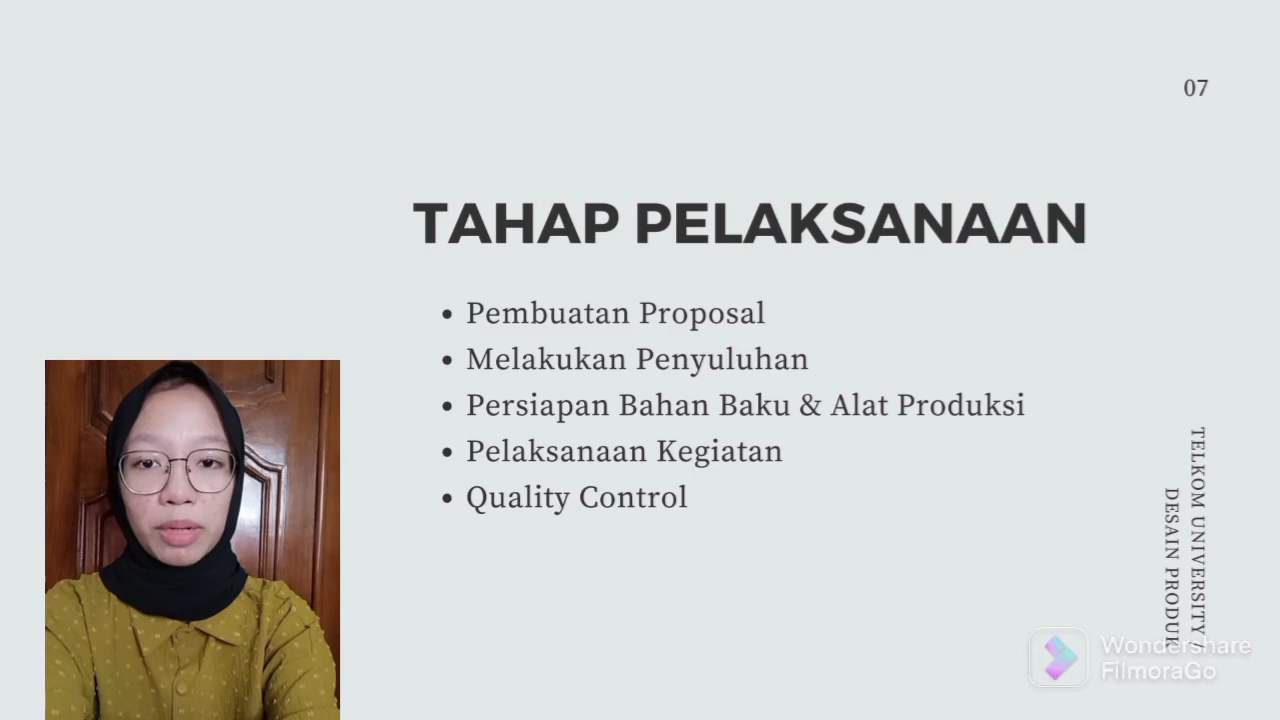 07
TAHAP PELAKSANAAN
Pembuatan Proposal
Melakukan Penyuluhan
Persiapan Bahan Baku & Alat Produksi
Pelaksanaan Kegiatan
Quality Control
TELKOM UNIVERSITY /
DESAIN PRODUK
Wondershare
FilmoraGo